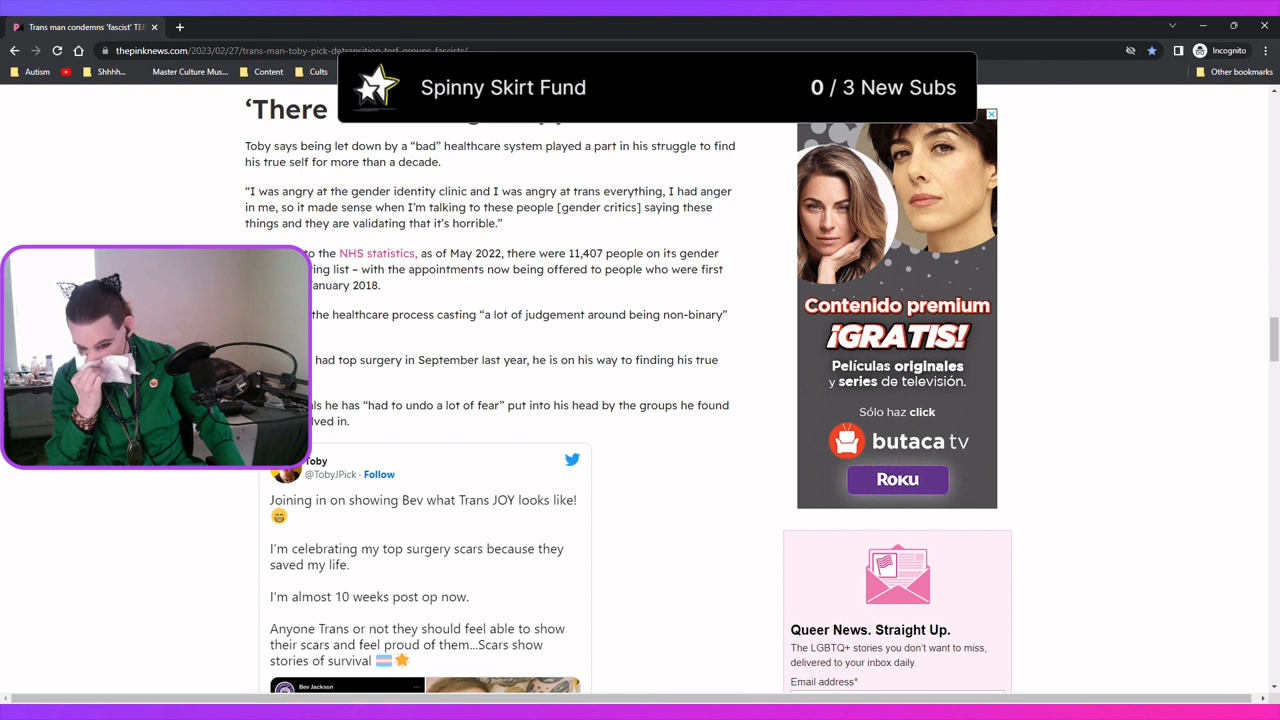 Trans man condemns 'fascist' TE
thepinknews.com/2023/02/27/trans-man-toby-pick-detransition-terf-groups-fascists/
Incognito
Autism
Shhhh...
Master Culture Mus...
Content
Cults
Other bookmarks
Spinny Skirt Fund
0 / 3 New Subs
‘There
Toby says being let down by a “bad” healthcare system played a part in his struggle to find
his true self for more than a decade.
“I was angry at the gender identity clinic and I was angry at trans everything, I had anger
in me, so it made sense when I’m talking to these people [gender critics] saying these
things and they are validating that it’s horrible.”
to the NHS statistics, as of May 2022, there were 11,407 people on its gender
ing list – with the appointments now being offered to people who were first
anuary 2018.
the healthcare process casting “a lot of judgement around being non-binary”
had top surgery in September last year, he is on his way to finding his true
ls he has “had to undo a lot of fear” put into his head by the groups he found
lved in.
Toby
@TobyJPick · Follow
Joining in on showing Bev what Trans JOY looks like!
I'm celebrating my top surgery scars because they
saved my life.
I'm almost 10 weeks post op now.
Anyone Trans or not they should feel able to show
their scars and feel proud of them...Scars show
stories of survival
Bev Jackson
Contenido premium
¡GRATIS!
Películas originales
y series de televisión.
Sólo haz click
butaca tv
ROKU
Queer News. Straight Up.
The LGBTQ+ stories you don’t want to miss,
delivered to your inbox daily.
Email address*